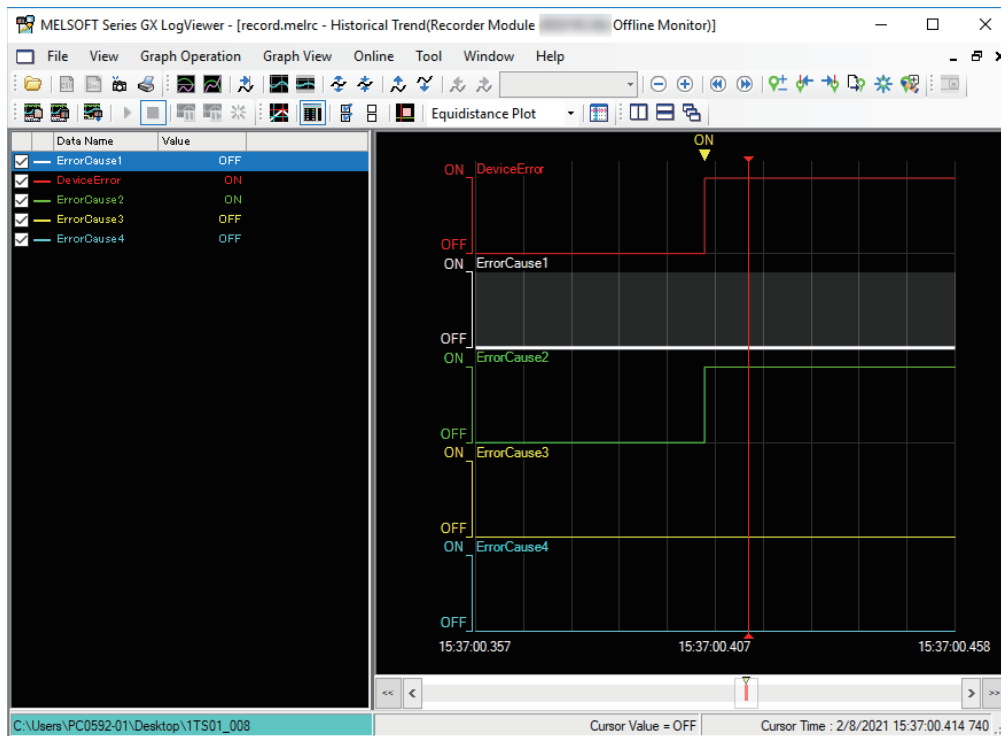 MELSOFT Series GX LogViewer - [record.melrc - Historical Trend(Recorder Module Offline Monitor)]
File View Graph Operation Graph View Online Tool Window Help
Equidistance Plot
Data Name Value
ErrorCause1 OFF
DeviceError ON
ErrorCause2 ON
ErrorCause3 OFF
ErrorCause4 OFF
ON
ON DeviceError
OFF
ON ErrorCause1
OFF
ON ErrorCause2
OFF
ON ErrorCause3
OFF
ON ErrorCause4
OFF
15:37:00.357 15:37:00.407 15:37:00.458
C:\Users\PC0592-01\Desktop\1TS01_008 Cursor Value = OFF Cursor Time : 2/8/2021 15:37:00.414 740